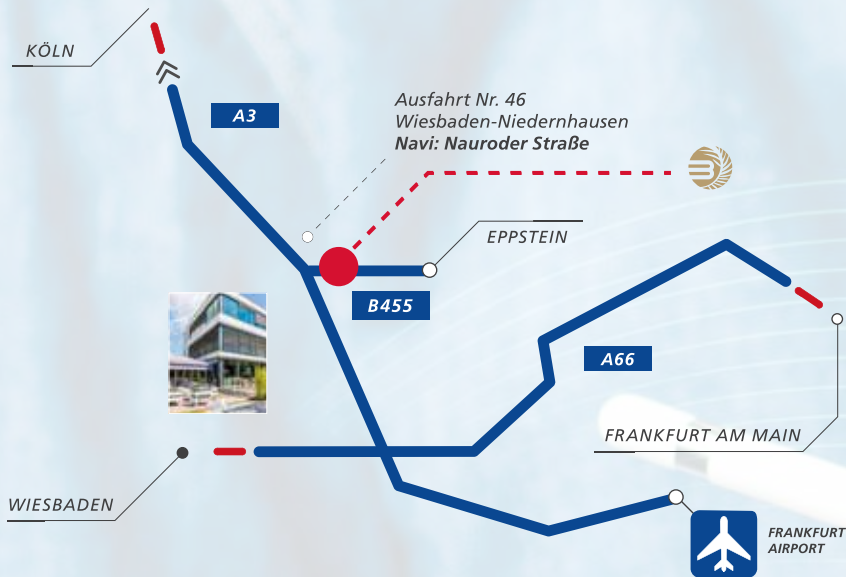 KÖLN
A3
Ausfahrt Nr. 46
Wiesbaden-Niedernhausen
Navi: Nauroder Straße
EPPSTEIN
B455
A66
FRANKFURT AM MAIN
WIESBADEN
FRANKFURT
AIRPORT